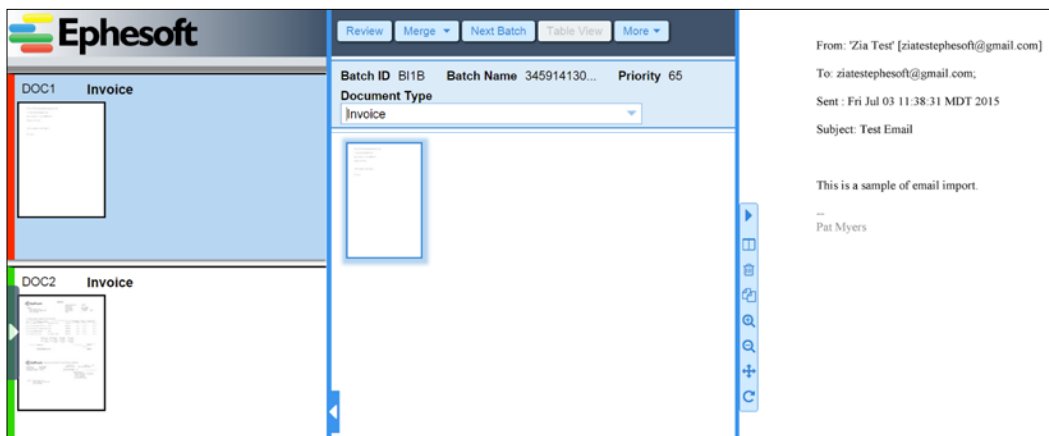 Ephesoft
DOC1 Invoice
DOC2 Invoice
Review Merge Next Batch Table View More
Batch ID BI1B Batch Name 345914130... Priority 65
Document Type
Invoice
From: 'Zia Test' [ziatestephesoft@gmail.com]
To: ziatestephesoft@gmail.com;
Sent : Fri Jul 03 11:38:31 MDT 2015
Subject: Test Email
This is a sample of email import.
--
Pat Myers